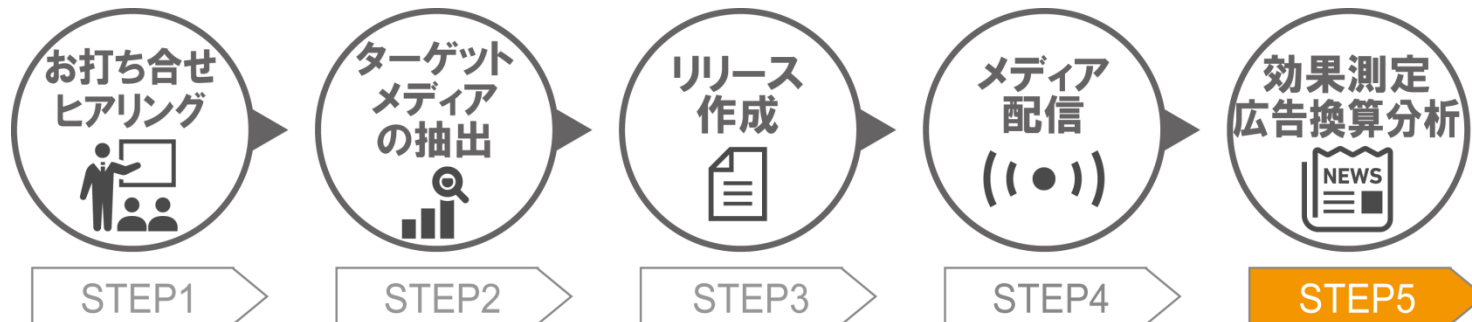 お打ち合せ
ヒアリング
ターゲット
メディア
の抽出
リリース
作成
メディア
配信
効果測定
広告換算分析
NEWS
STEP1
STEP2
STEP3
STEP4
STEP5